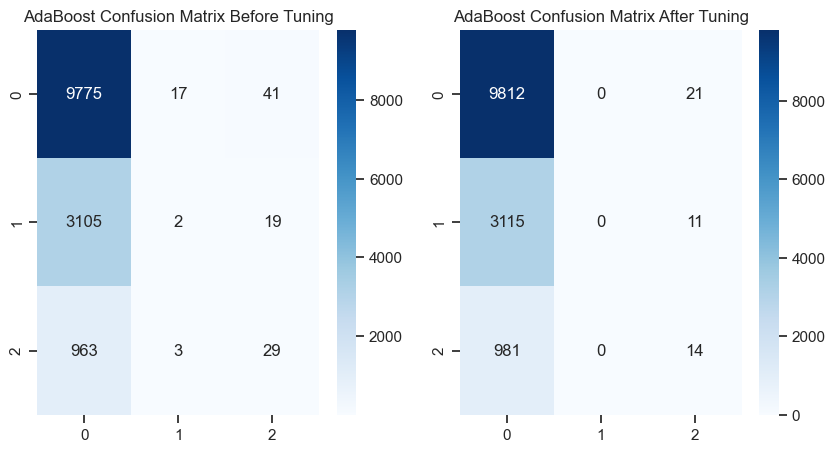 AdaBoost Confusion Matrix Before Tuning
0 9775 17 41
1 3105 2 19
2 963 3 29
0 1 2
8000
6000
4000
2000
AdaBoost Confusion Matrix After Tuning
0 9812 0 21
1 3115 0 11
2 981 0 14
0 1 2
8000
6000
4000
2000
0